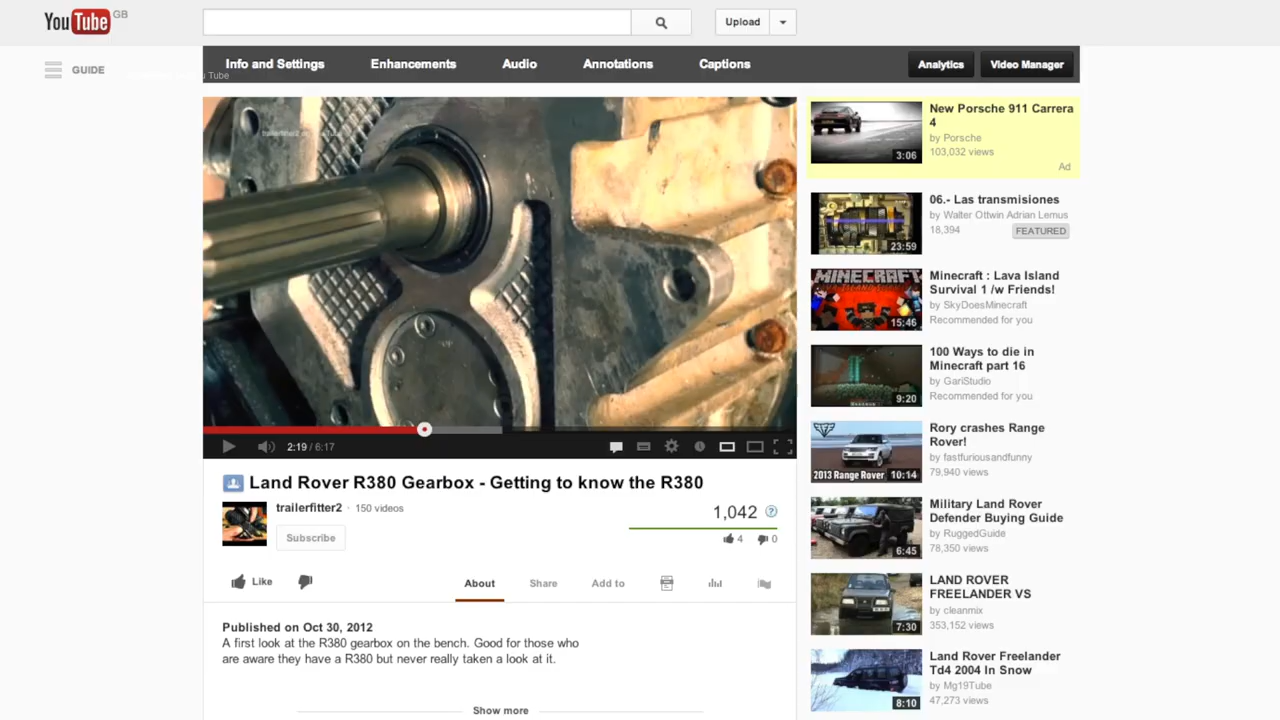 YouTube GB
Upload
GUIDE
Info and Settings Enhancements Audio Annotations Captions Analytics Video Manager
2:19 / 6:17
Land Rover R380 Gearbox - Getting to know the R380
trailerfitter2 · 150 videos
Subscribe
1,042
4 0
Like
About Share Add to
Published on Oct 30, 2012
A first look at the R380 gearbox on the bench. Good for those who
are aware they have a R380 but never really taken a look at it.
Show more
New Porsche 911 Carrera
4
by Porsche
103,032 views
Ad
3:06
06.- Las transmisiones
by Walter Ottwin Adrian Lemus
18,394 FEATURED
23:59
MINECRAFT
Minecraft : Lava Island
Survival 1 /w Friends!
by SkyDoesMinecraft
Recommended for you
15:46
100 Ways to die in
Minecraft part 16
by GariStudio
Recommended for you
9:20
Rory crashes Range
Rover!
by fastfuriousandfunny
79,940 views
2013 Range Rover 10:14
Military Land Rover
Defender Buying Guide
by RuggedGuide
78,350 views
6:45
LAND ROVER
FREELANDER VS
by cleanmix
353,152 views
7:30
Land Rover Freelander
Td4 2004 In Snow
by Mg19Tube
47,273 views
8:10